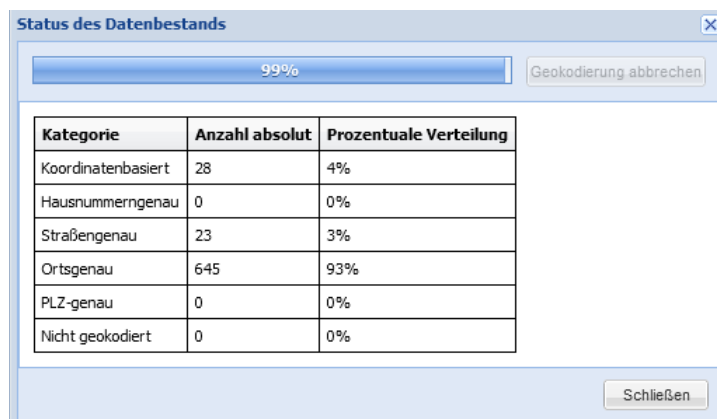 Status des Datenbestands
99%
Geokodierung abbrechen
Kategorie Anzahl absolut Prozentuale Verteilung
Koordinatenbasiert 28 4%
Hausnummerngenau 0 0%
Straßengenau 23 3%
Ortsgenau 645 93%
PLZ-genau 0 0%
Nicht geokodiert 0 0%
Schließen